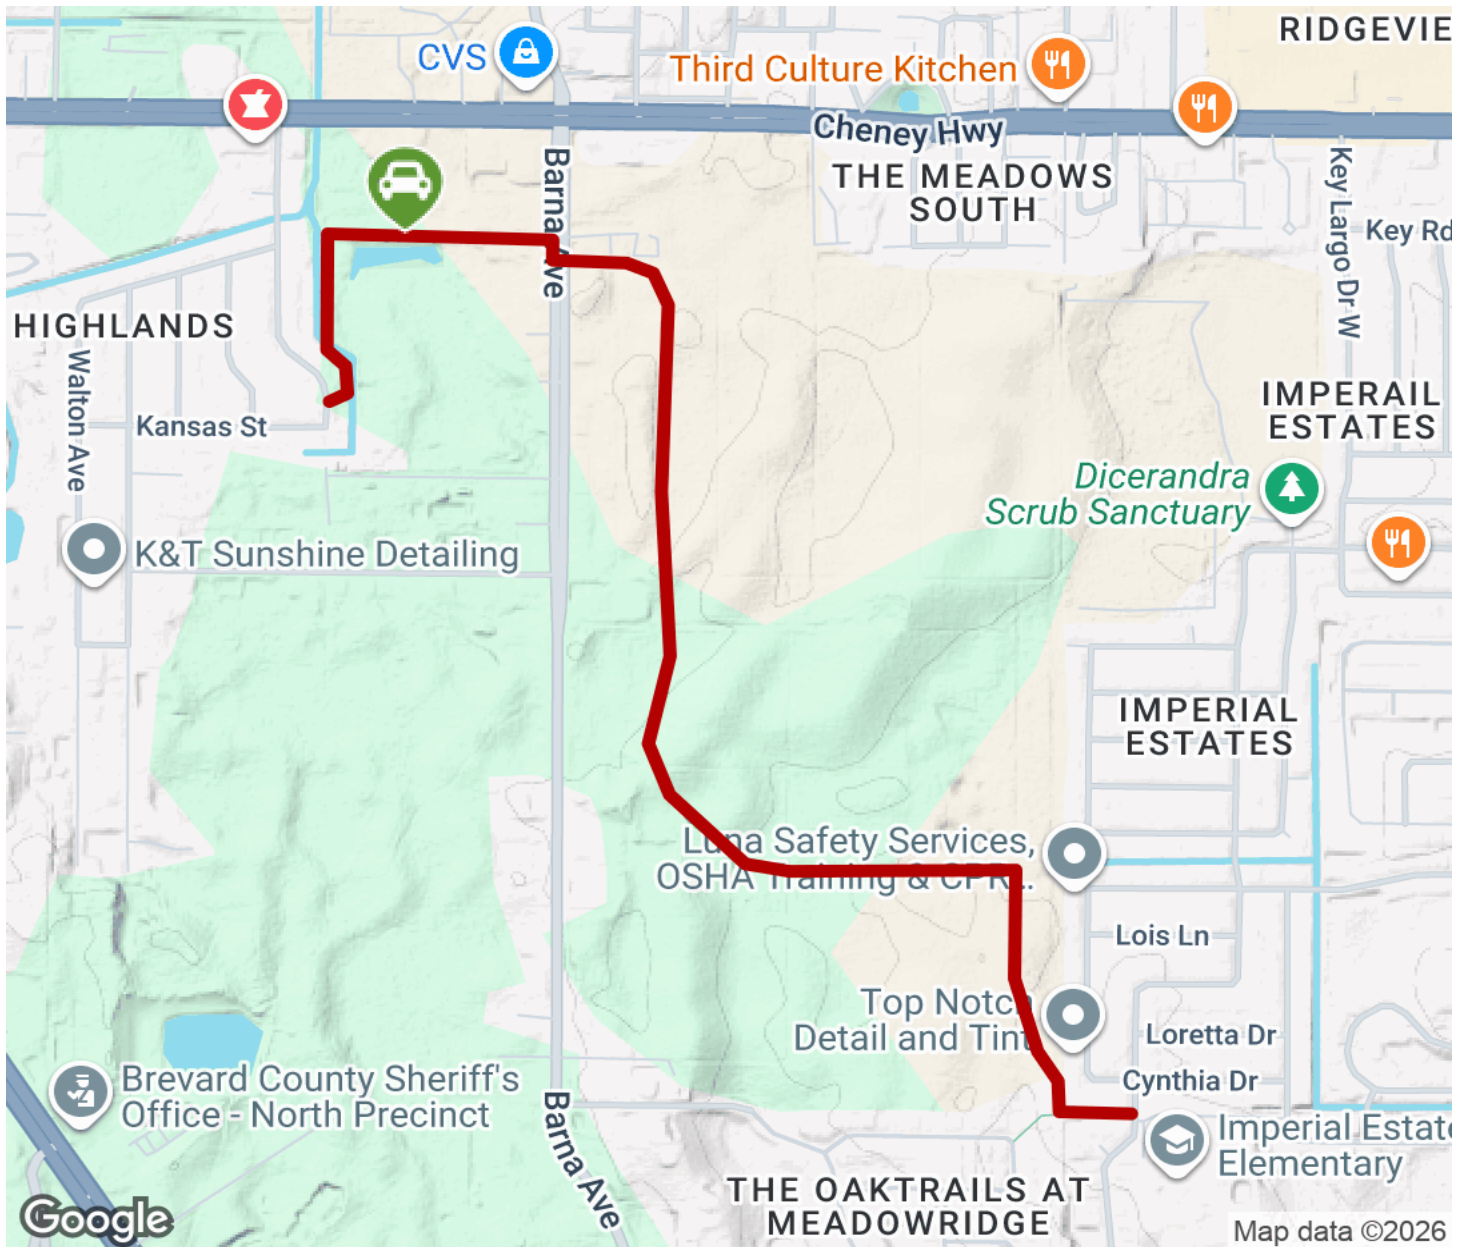 RIDGEVIE
CVS
Third Culture Kitchen
Cheney Hwy
Barna Ave
THE MEADOWS
SOUTH
Key Largo Dr W
Key Rd
HIGHLANDS
Walton Ave
Kansas St
IMPERAIL
ESTATES
Dicerandra
Scrub Sanctuary
K&T Sunshine Detailing
IMPERIAL
ESTATES
Luna Safety Services,
OSHA Training & CPR...
Lois Ln
Top Notch
Detail and Tint
Loretta Dr
Cynthia Dr
Brevard County Sheriff's
Office - North Precinct
Barna Ave
Imperial Estate
Elementary
THE OAKTRAILS AT
MEADOWRIDGE
Google
Map data ©2026